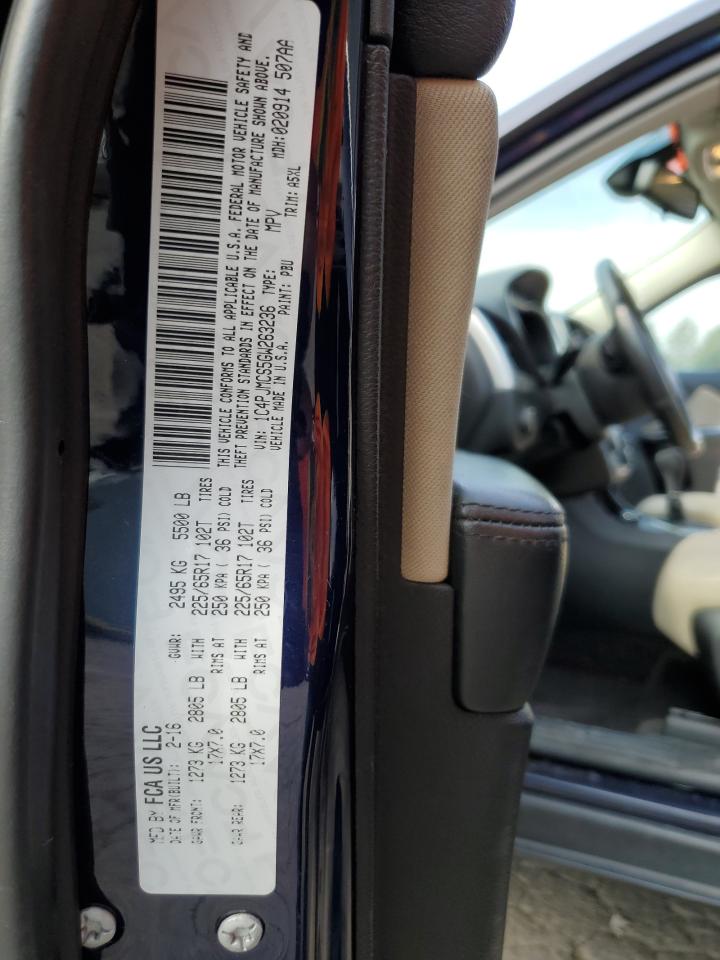 MFD BY FCA US LLC
DATE OF MFR(BUILT): 2-16 GVWR: 2495 KG 5500 LB
GAWR FRONT: 1273 KG 2805 LB WITH 225/65R17 102T TIRES
17X7.0 RIMS AT 250 KPA ( 36 PSI) COLD
GAWR REAR: 1273 KG 2805 LB WITH 225/65R17 102T TIRES
17X7.0 RIMS AT 250 KPA ( 36 PSI) COLD
THIS VEHICLE CONFORMS TO ALL APPLICABLE U.S.A. FEDERAL MOTOR VEHICLE SAFETY AND
THEFT PREVENTION STANDARDS IN EFFECT ON THE DATE OF MANUFACTURE SHOWN ABOVE.
VIN: 1C4PJMCS5GW263236 TYPE: MPV MDH:020914 507AA
VEHICLE MADE IN U.S.A. PAINT: PBU TRIM: A5XL